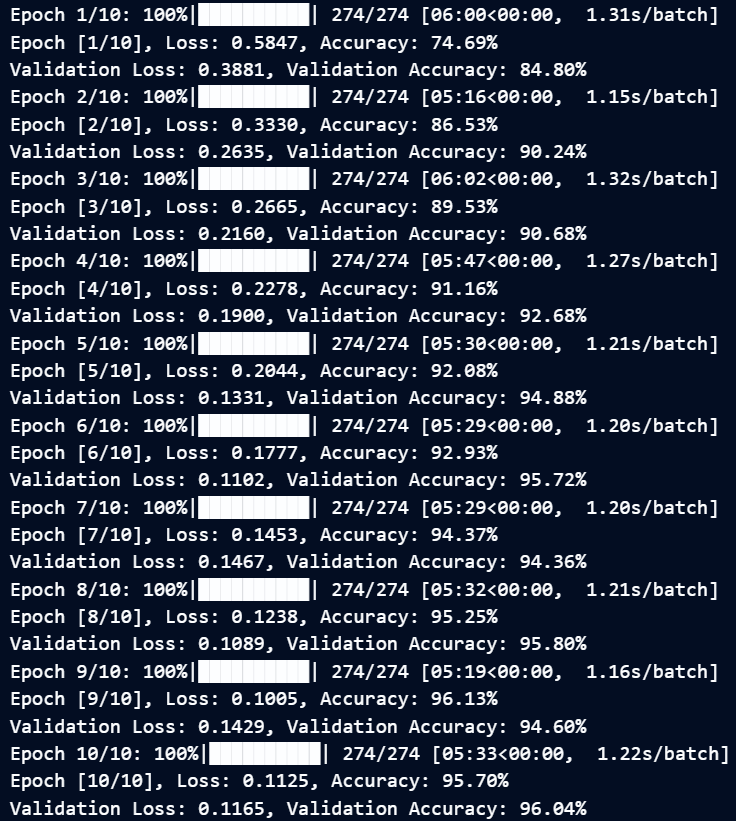 Epoch 1/10: 100%|██████████| 274/274 [06:00<00:00,  1.31s/batch]
Epoch [1/10], Loss: 0.5847, Accuracy: 74.69%
Validation Loss: 0.3881, Validation Accuracy: 84.80%
Epoch 2/10: 100%|██████████| 274/274 [05:16<00:00,  1.15s/batch]
Epoch [2/10], Loss: 0.3330, Accuracy: 86.53%
Validation Loss: 0.2635, Validation Accuracy: 90.24%
Epoch 3/10: 100%|██████████| 274/274 [06:02<00:00,  1.32s/batch]
Epoch [3/10], Loss: 0.2665, Accuracy: 89.53%
Validation Loss: 0.2160, Validation Accuracy: 90.68%
Epoch 4/10: 100%|██████████| 274/274 [05:47<00:00,  1.27s/batch]
Epoch [4/10], Loss: 0.2278, Accuracy: 91.16%
Validation Loss: 0.1900, Validation Accuracy: 92.68%
Epoch 5/10: 100%|██████████| 274/274 [05:30<00:00,  1.21s/batch]
Epoch [5/10], Loss: 0.2044, Accuracy: 92.08%
Validation Loss: 0.1331, Validation Accuracy: 94.88%
Epoch 6/10: 100%|██████████| 274/274 [05:29<00:00,  1.20s/batch]
Epoch [6/10], Loss: 0.1777, Accuracy: 92.93%
Validation Loss: 0.1102, Validation Accuracy: 95.72%
Epoch 7/10: 100%|██████████| 274/274 [05:29<00:00,  1.20s/batch]
Epoch [7/10], Loss: 0.1453, Accuracy: 94.37%
Validation Loss: 0.1467, Validation Accuracy: 94.36%
Epoch 8/10: 100%|██████████| 274/274 [05:32<00:00,  1.21s/batch]
Epoch [8/10], Loss: 0.1238, Accuracy: 95.25%
Validation Loss: 0.1089, Validation Accuracy: 95.80%
Epoch 9/10: 100%|██████████| 274/274 [05:19<00:00,  1.16s/batch]
Epoch [9/10], Loss: 0.1005, Accuracy: 96.13%
Validation Loss: 0.1429, Validation Accuracy: 94.60%
Epoch 10/10: 100%|██████████| 274/274 [05:33<00:00,  1.22s/batch]
Epoch [10/10], Loss: 0.1125, Accuracy: 95.70%
Validation Loss: 0.1165, Validation Accuracy: 96.04%